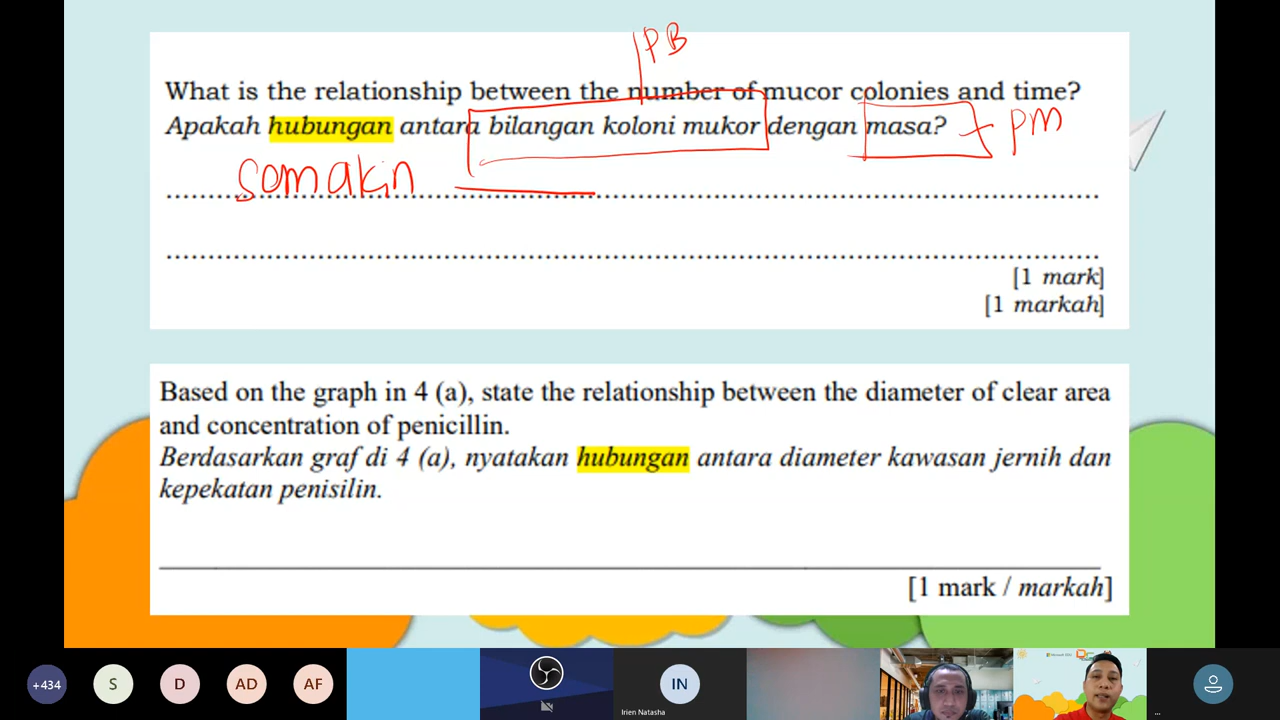 PB
What is the relationship between the number of mucor colonies and time?
Apakah hubungan antara bilangan koloni mukor dengan masa?
PM
semakin
[1 mark]
[1 markah]
Based on the graph in 4 (a), state the relationship between the diameter of clear area
and concentration of penicillin.
Berdasarkan graf di 4 (a), nyatakan hubungan antara diameter kawasan jernih dan
kepekatan penisilin.
[1 mark / markah]
+434
S
D
AD
AF
IN
Irien Natasha
...